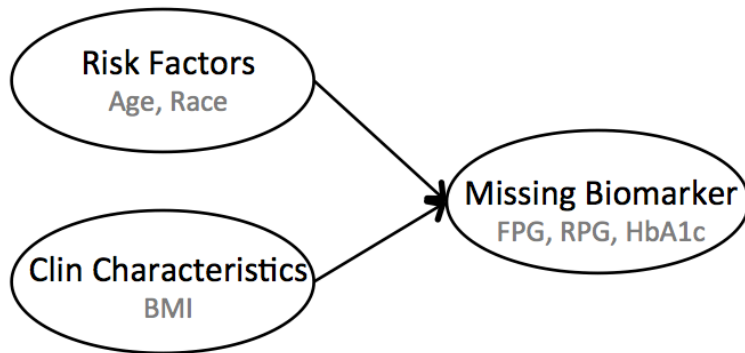 Risk Factors
Age, Race
Missing Biomarker
FPG, RPG, HbA1c
Clin Characteristics
BMI